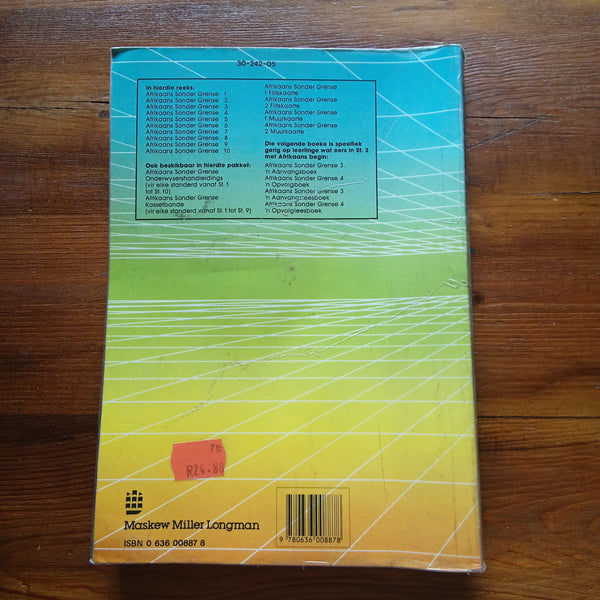 30-242-05
In hierdie reeks:
Afrikaans Sonder Grense 1
Afrikaans Sonder Grense 2
Afrikaans Sonder Grense 3
Afrikaans Sonder Grense 4
Afrikaans Sonder Grense 5
Afrikaans Sonder Grense 6
Afrikaans Sonder Grense 7
Afrikaans Sonder Grense 8
Afrikaans Sonder Grense 9
Afrikaans Sonder Grense 10
Ook beskikbaar in hierdie pakket:
Afrikaans Sonder Grense
Onderwysershandleidings
(vir elke standerd vanaf St. 1
tot St. 10)
Afrikaans Sonder Grense
Kassetbande
(vir elke standerd vanaf St. 1 tot St. 9)
Afrikaans Sonder Grense
1 Flitskaarte
Afrikaans Sonder Grense
2 Flitskaarte
Afrikaans Sonder Grense
1 Muurkaarte
Afrikaans Sonder Grense
2 Muurkaarte
Die volgende boeke is spesifiek
gerig op leerlinge wat eers in St. 3
met Afrikaans begin:
Afrikaans Sonder Grense 3
'n Aanvangsboek
Afrikaans Sonder Grense 4
'n Opvolgboek
Afrikaans Sonder Grense 3
'n Aanvangsleesboek
Afrikaans Sonder Grense 4
'n Opvolgleesboek
R24.88
Maskew Miller Longman
ISBN 0 636 00887 8
9 780636 008878